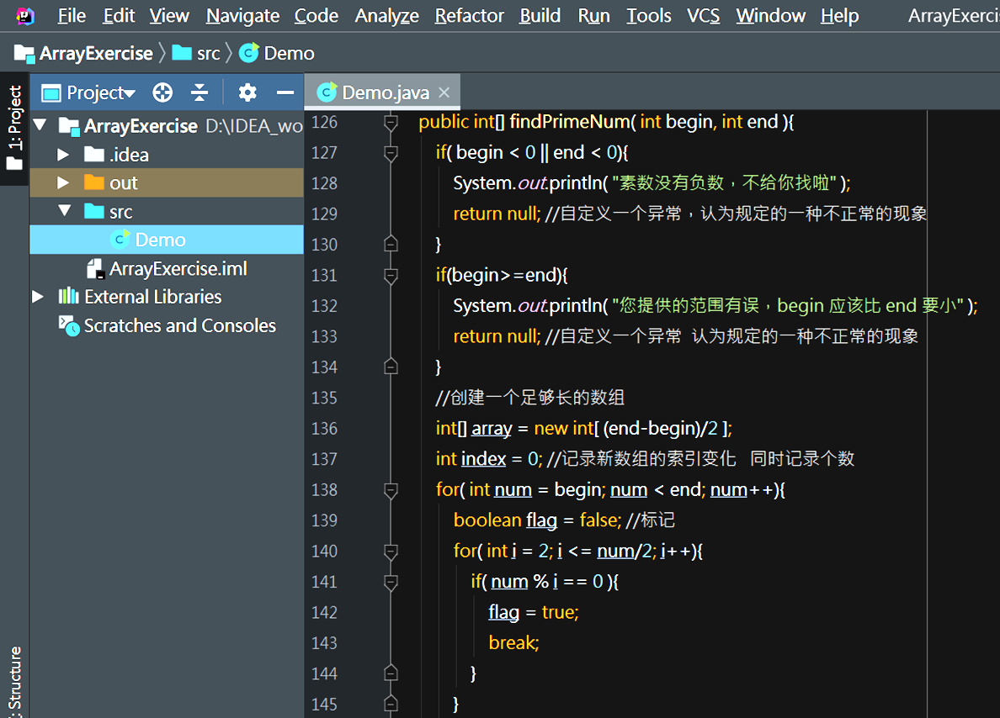 File Edit View Navigate Code Analyze Refactor Build Run Tools VCS Window Help
ArrayExercise 〉 src 〉 Demo
1: Project
Project
Demo.java
ArrayExercise D:\IDEA_wo
.idea
out
src
Demo
ArrayExercise.iml
External Libraries
Scratches and Consoles
Structure
126 public int[] findPrimeNum( int begin, int end ){
127 if( begin < 0 || end < 0){
128 System.out.println( "素数没有负数，不给你找啦" );
129 return null; //自定义一个异常，认为规定的一种不正常的现象
130 }
131 if(begin>=end){
132 System.out.println( "您提供的范围有误，begin 应该比 end 要小" );
133 return null; //自定义一个异常 认为规定的一种不正常的现象
134 }
135 //创建一个足够长的数组
136 int[] array = new int[ (end-begin)/2 ];
137 int index = 0; //记录新数组的索引变化 同时记录个数
138 for( int num = begin; num < end; num++){
139 boolean flag = false; //标记
140 for( int i = 2; i <= num/2; i++){
141 if( num % i == 0 ){
142 flag = true;
143 break;
144 }
145 }